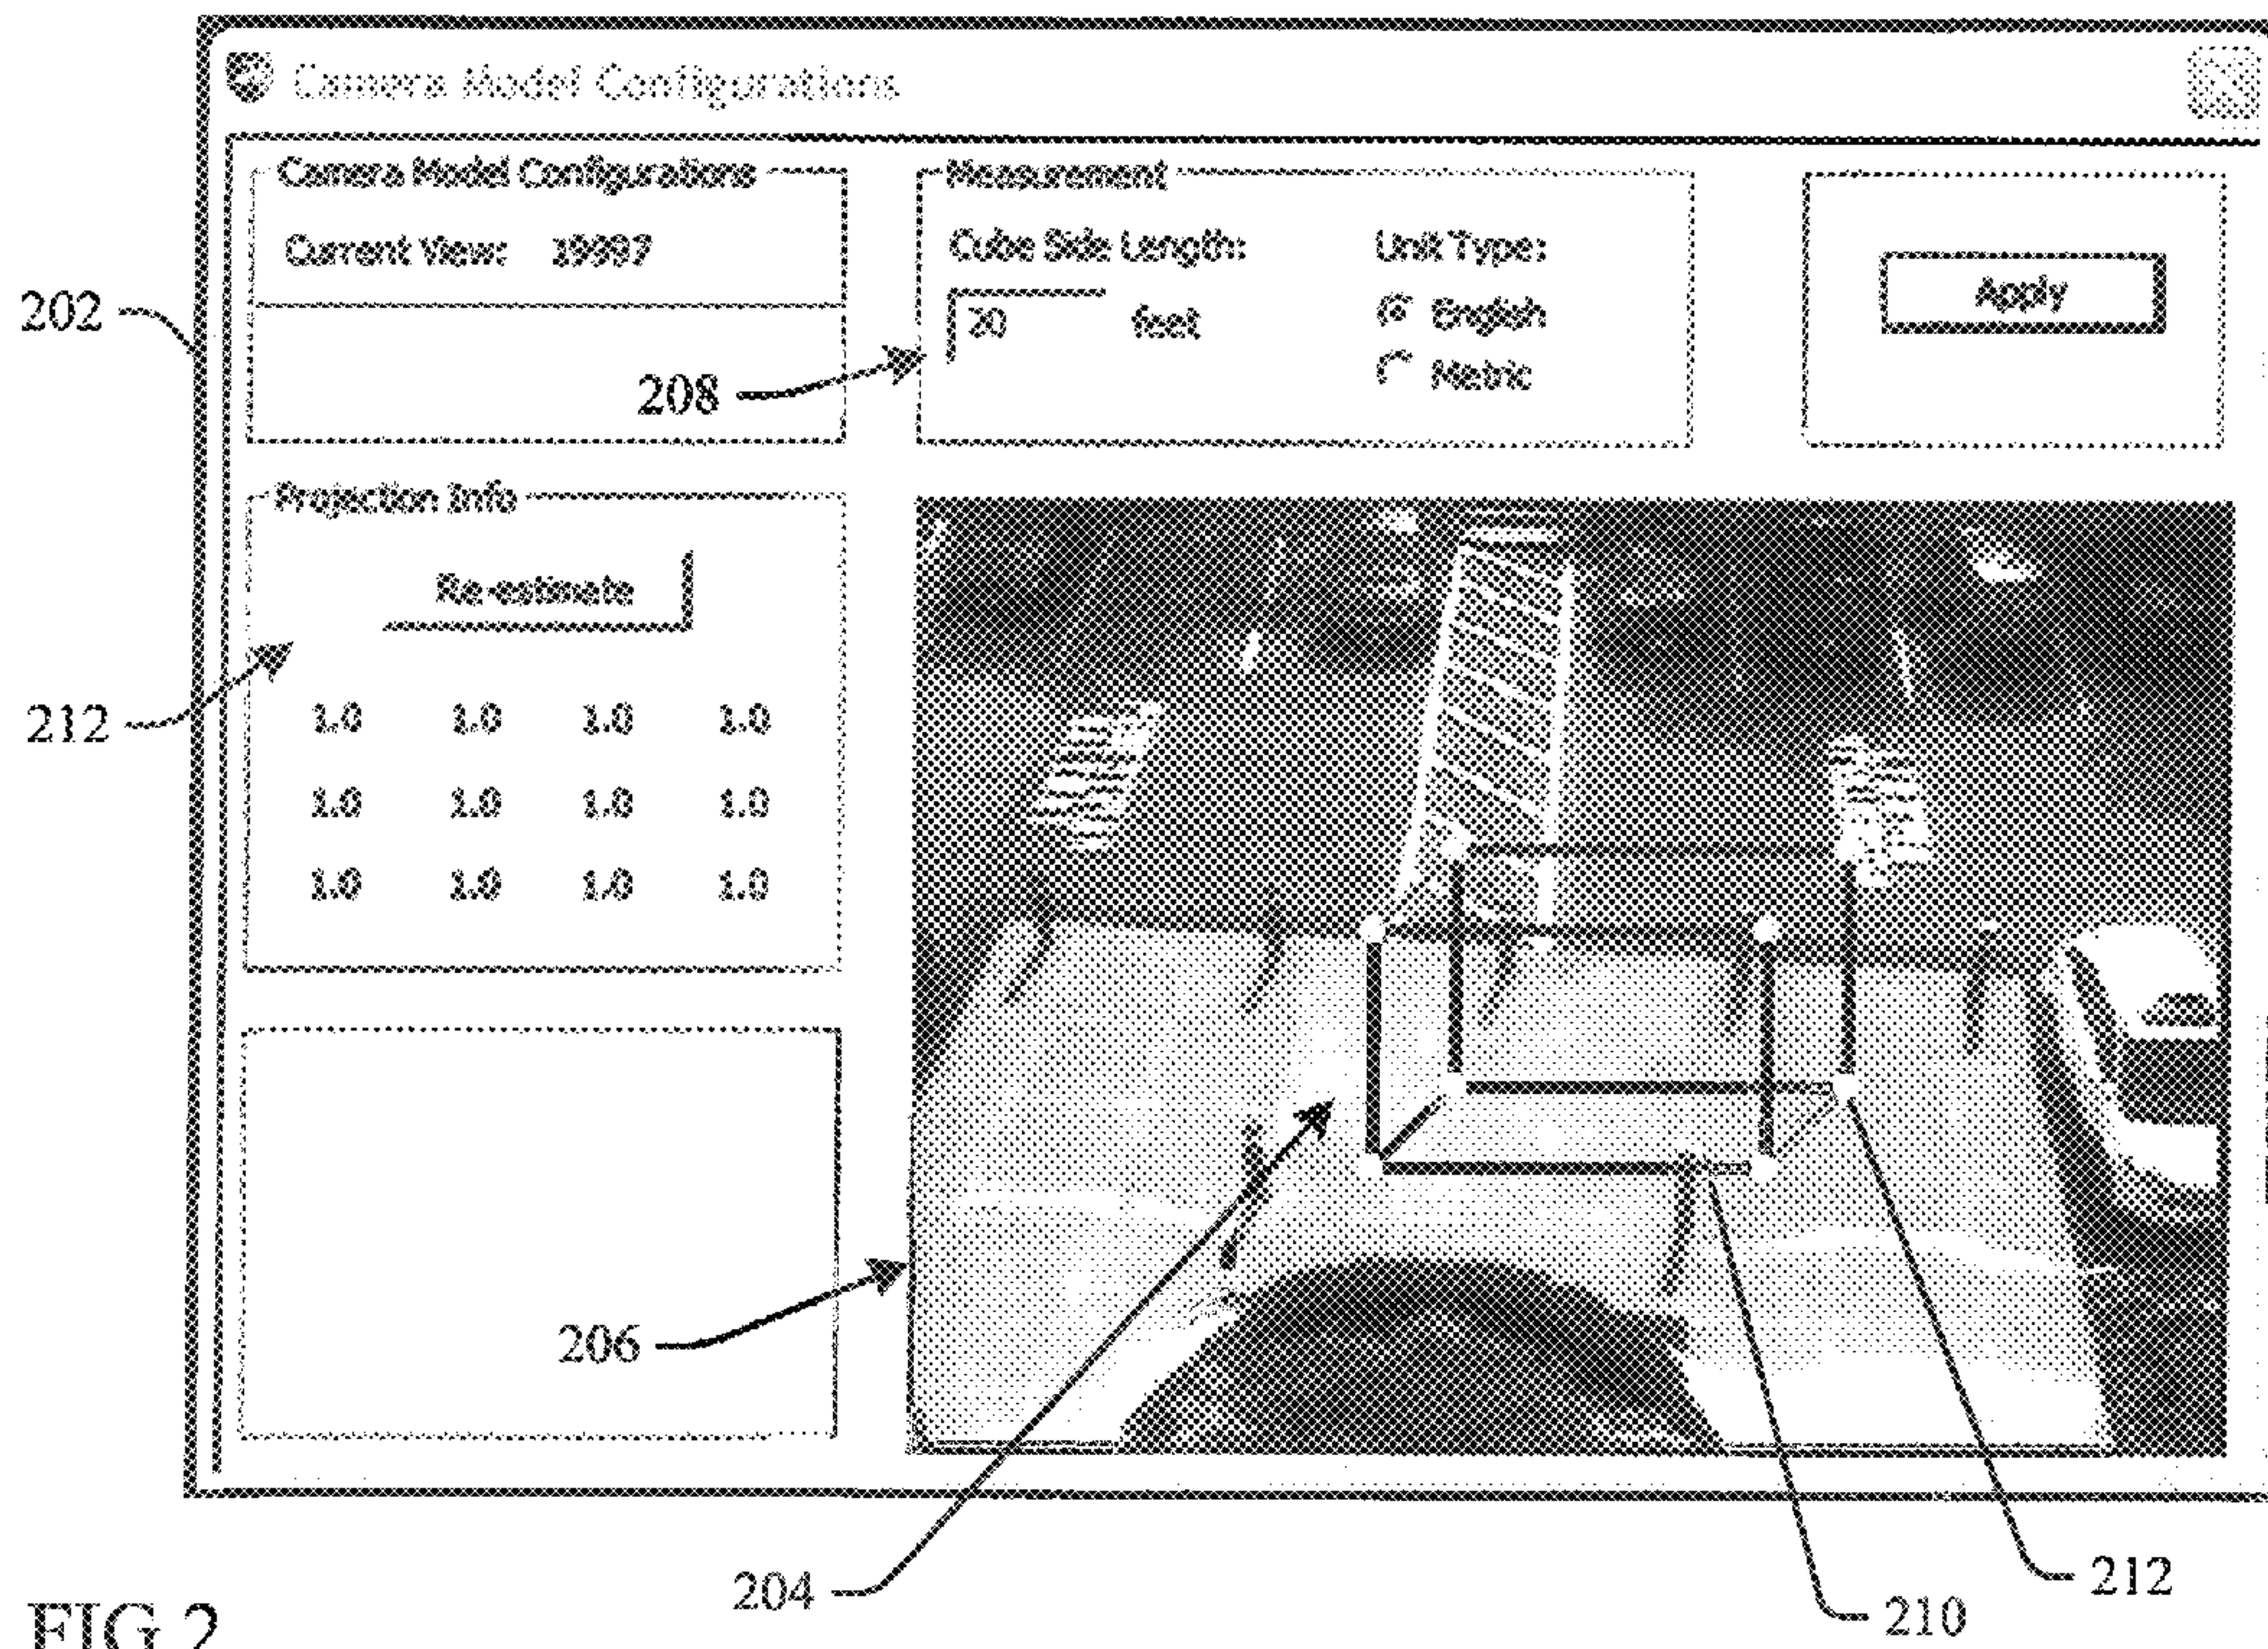 Camera Model Configurations
Camera Model Configurations
Current View: 19997
Measurement
Cube Side Length:
20 feet
Unit Type:
English
Metric
Apply
202
208
Projection Info
Re-estimate
212
1.0 1.0 1.0 1.0
1.0 1.0 1.0 1.0
1.0 1.0 1.0 1.0
206
204
210
212
FIG 2